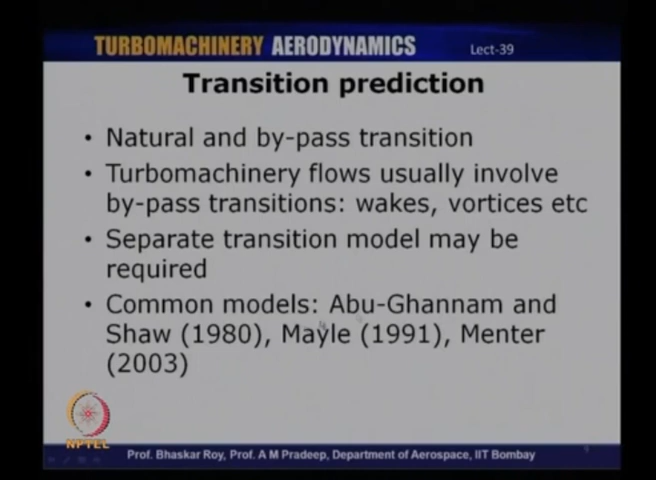 TURBOMACHINERY AERODYNAMICS Lect-39
Transition prediction
• Natural and by-pass transition
• Turbomachinery flows usually involve
by-pass transitions: wakes, vortices etc
• Separate transition model may be
required
• Common models: Abu-Ghannam and
Shaw (1980), Mayle (1991), Menter
(2003)
NPTEL
Prof. Bhaskar Roy, Prof. A M Pradeep, Department of Aerospace, IIT Bombay